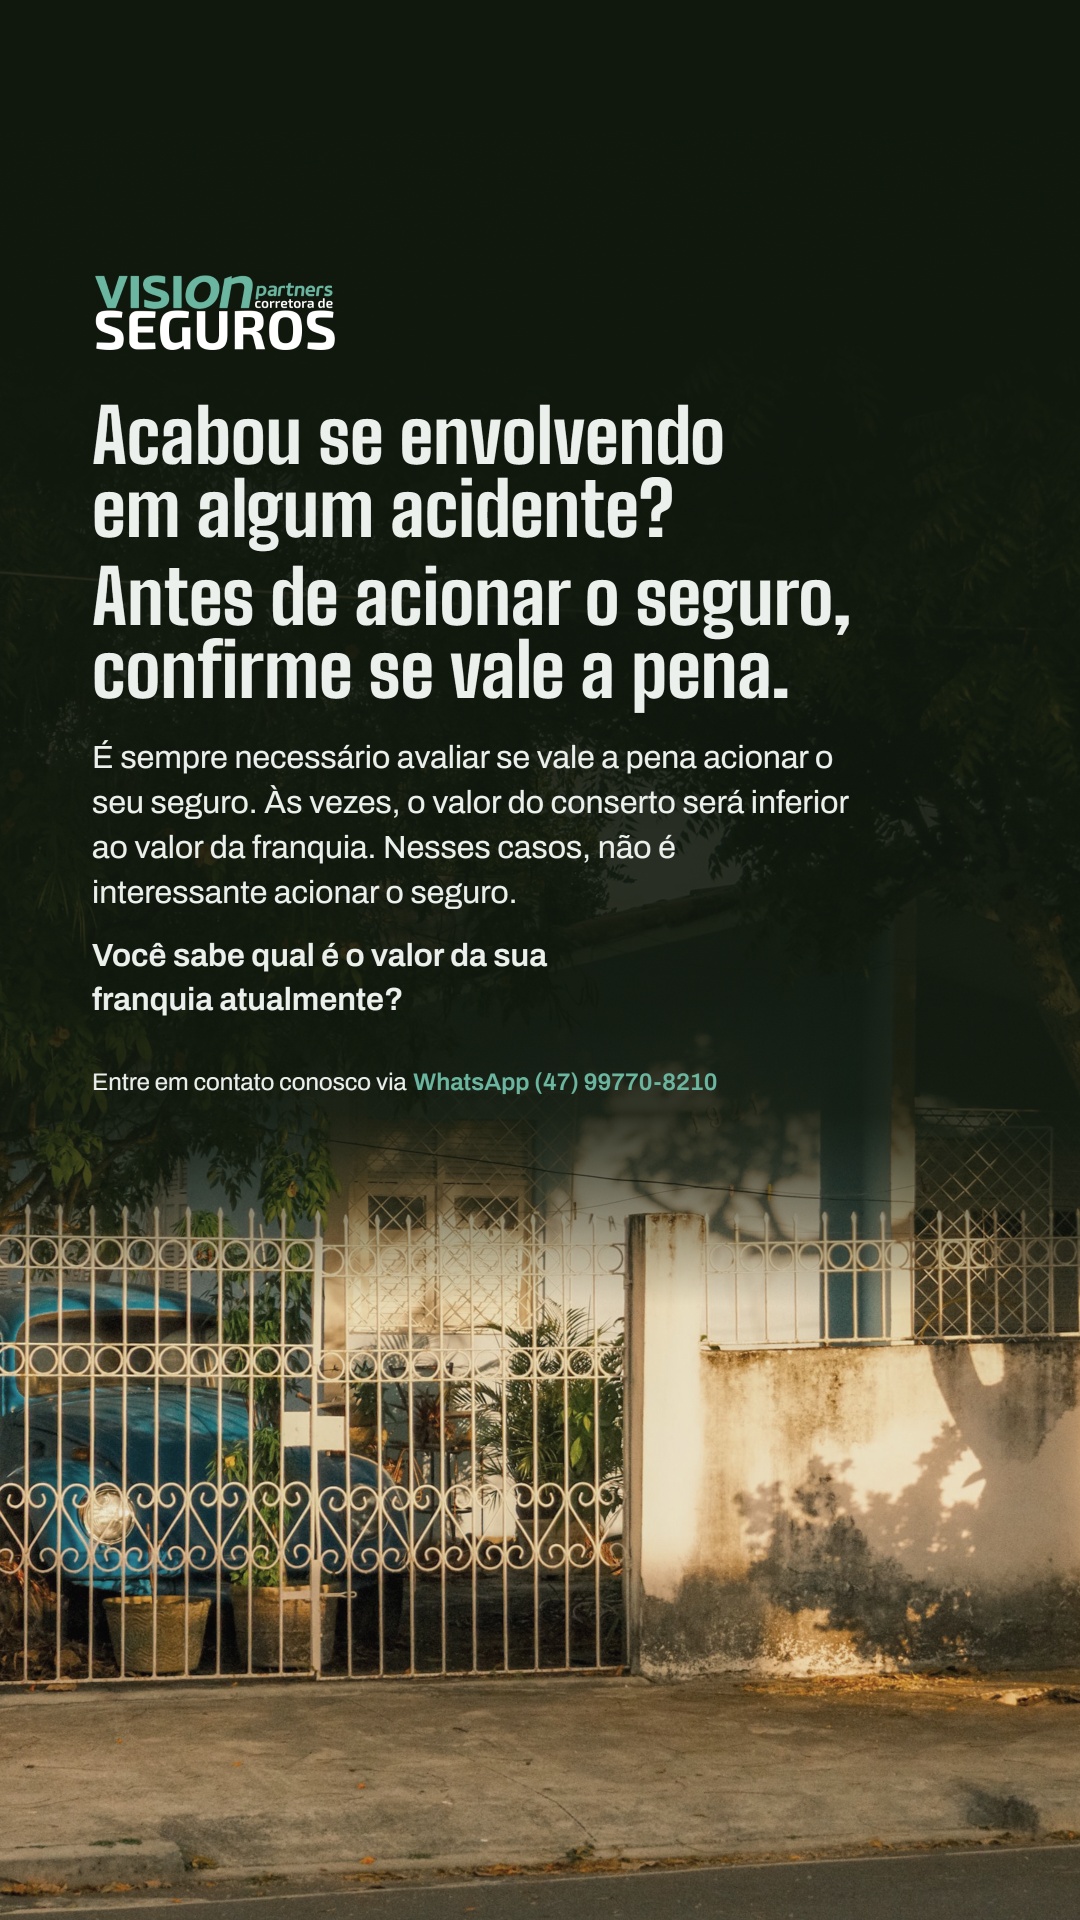 VISION partners
corretora de
SEGUROS
Acabou se envolvendo
em algum acidente?
Antes de acionar o seguro,
confirme se vale a pena.
É sempre necessário avaliar se vale a pena acionar o
seu seguro. Às vezes, o valor do conserto será inferior
ao valor da franquia. Nesses casos, não é
interessante acionar o seguro.
Você sabe qual é o valor da sua
franquia atualmente?
Entre em contato conosco via WhatsApp (47) 99770-8210